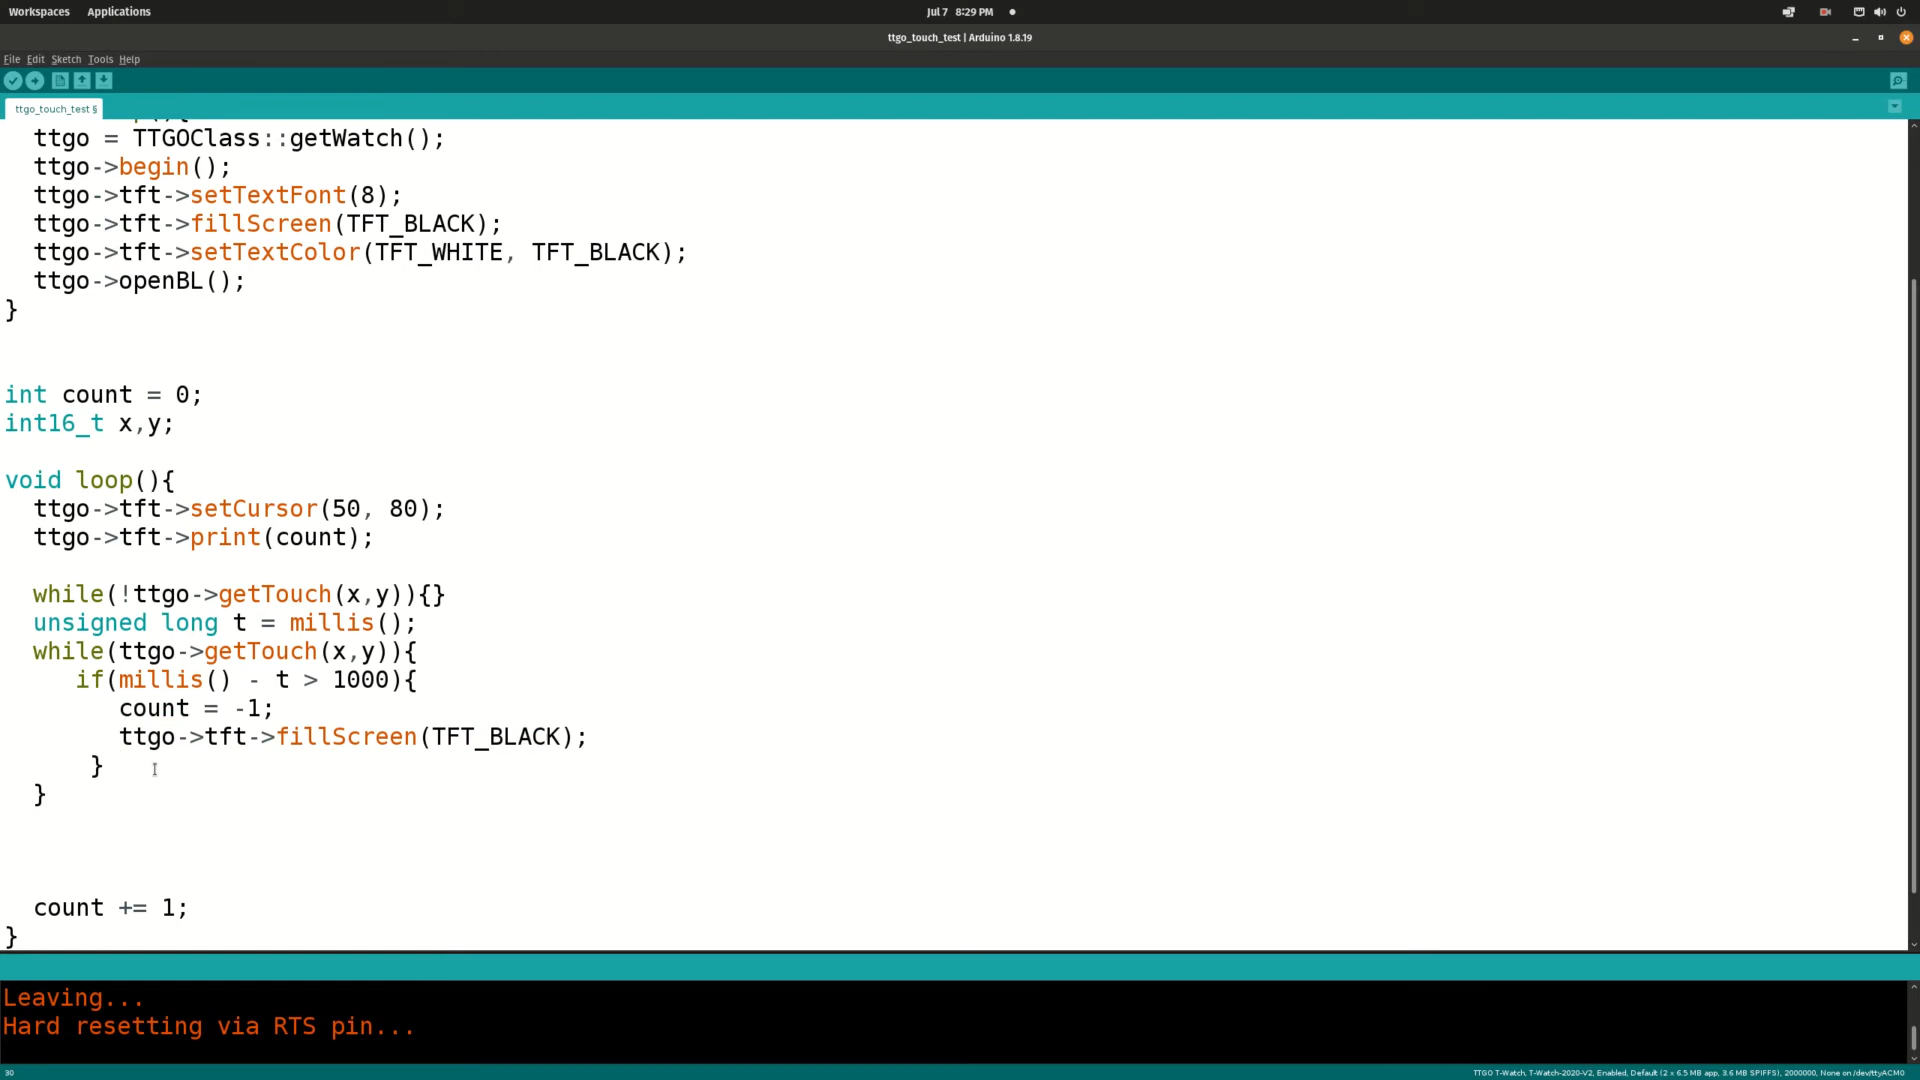 Workspaces Applications Jul 7 8:29 PM
ttgo_touch_test | Arduino 1.8.19
File Edit Sketch Tools Help
ttgo_touch_test §
ttgo = TTGOClass::getWatch();
ttgo->begin();
ttgo->tft->setTextFont(8);
ttgo->tft->fillScreen(TFT_BLACK);
ttgo->tft->setTextColor(TFT_WHITE, TFT_BLACK);
ttgo->openBL();
}
int count = 0;
int16_t x,y;
void loop(){
ttgo->tft->setCursor(50, 80);
ttgo->tft->print(count);
while(!ttgo->getTouch(x,y)){}
unsigned long t = millis();
while(ttgo->getTouch(x,y)){
if(millis() - t > 1000){
count = -1;
ttgo->tft->fillScreen(TFT_BLACK);
}
}
count += 1;
}
Leaving...
Hard resetting via RTS pin...
30 TTGO T-Watch, T-Watch-2020-V2, Enabled, Default (2 x 6.5 MB app, 3.6 MB SPIFFS), 2000000, None on /dev/ttyACM0